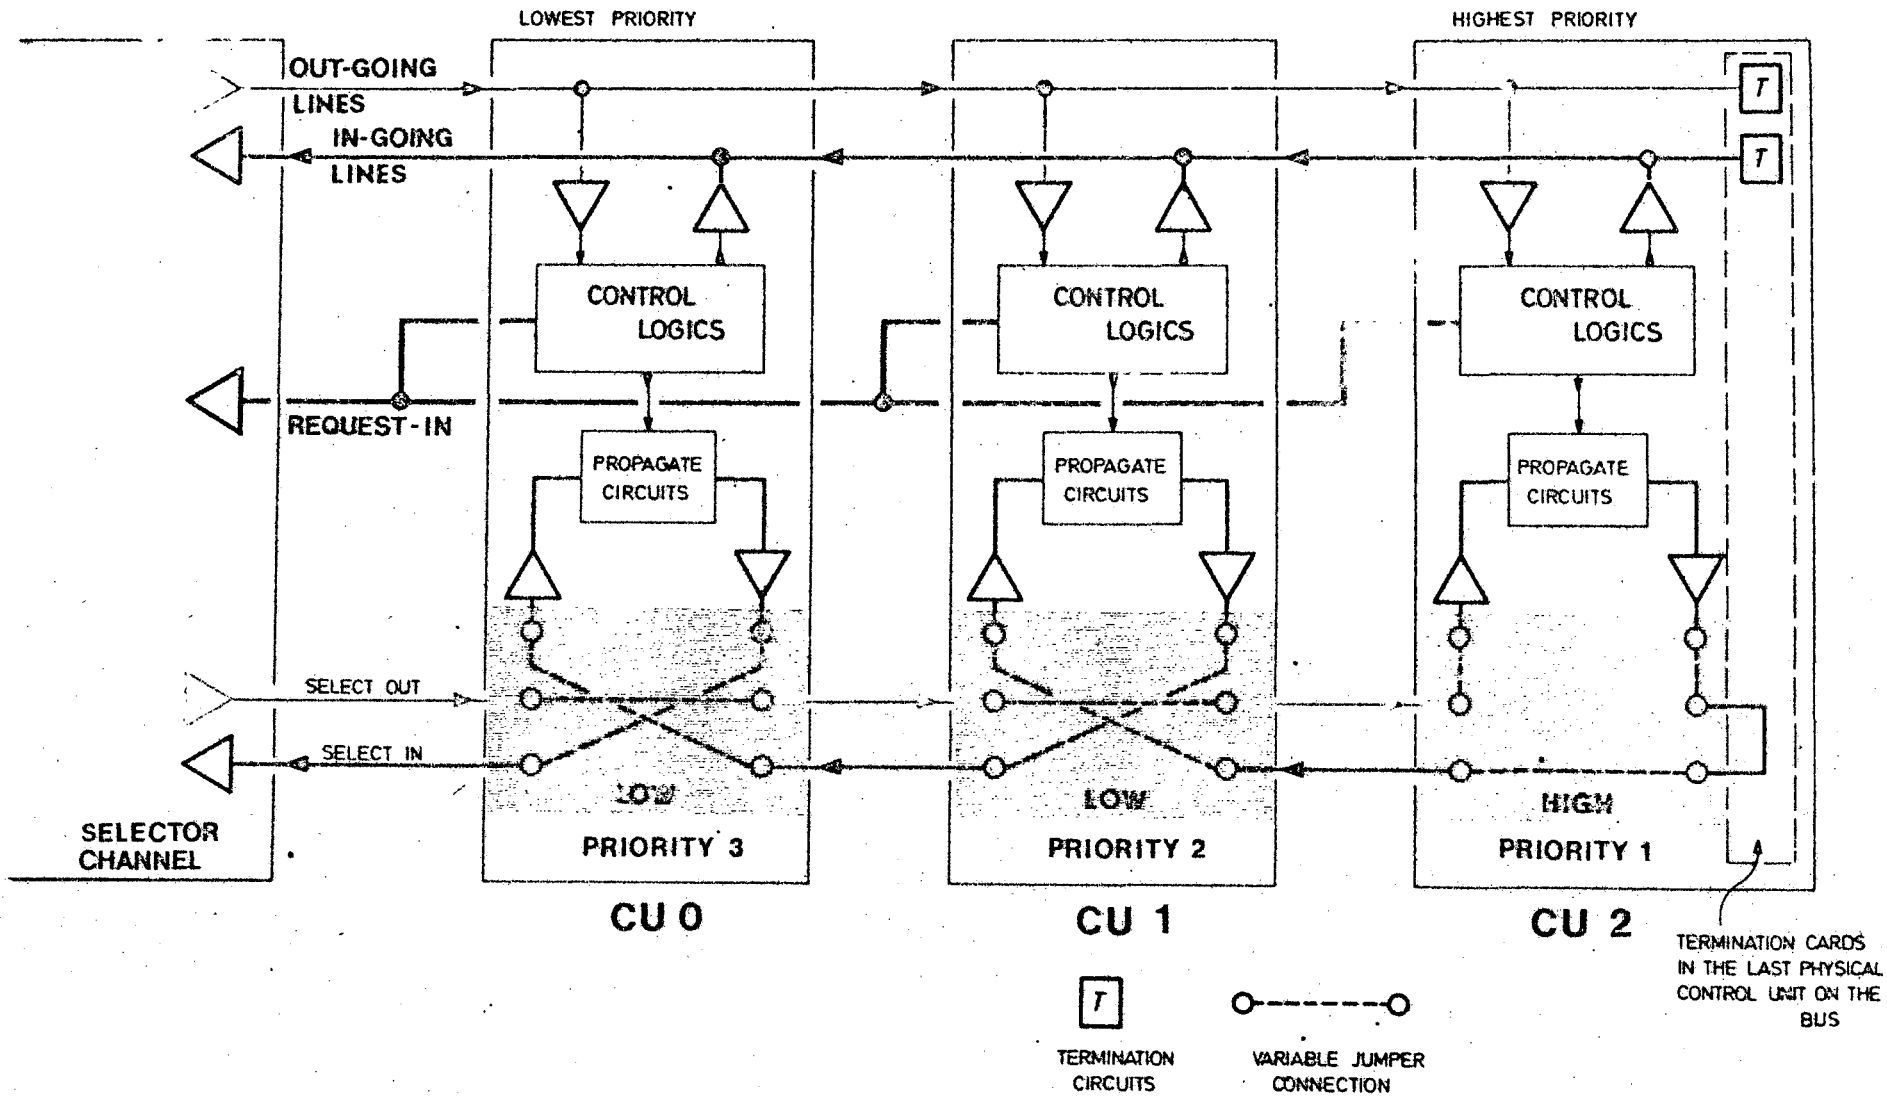 LOWEST PRIORITY
HIGHEST PRIORITY
OUT-GOING
LINES
IN-GOING
LINES
T
T
CONTROL
LOGICS
CONTROL
LOGICS
CONTROL
LOGICS
REQUEST-IN
PROPAGATE
CIRCUITS
PROPAGATE
CIRCUITS
PROPAGATE
CIRCUITS
SELECT OUT
SELECT IN
LOW
LOW
HIGH
SELECTOR
CHANNEL
PRIORITY 3
PRIORITY 2
PRIORITY 1
CU 0
CU 1
CU 2
TERMINATION CARDS
IN THE LAST PHYSICAL
CONTROL UNIT ON THE
BUS
T
TERMINATION
CIRCUITS
VARIABLE JUMPER
CONNECTION